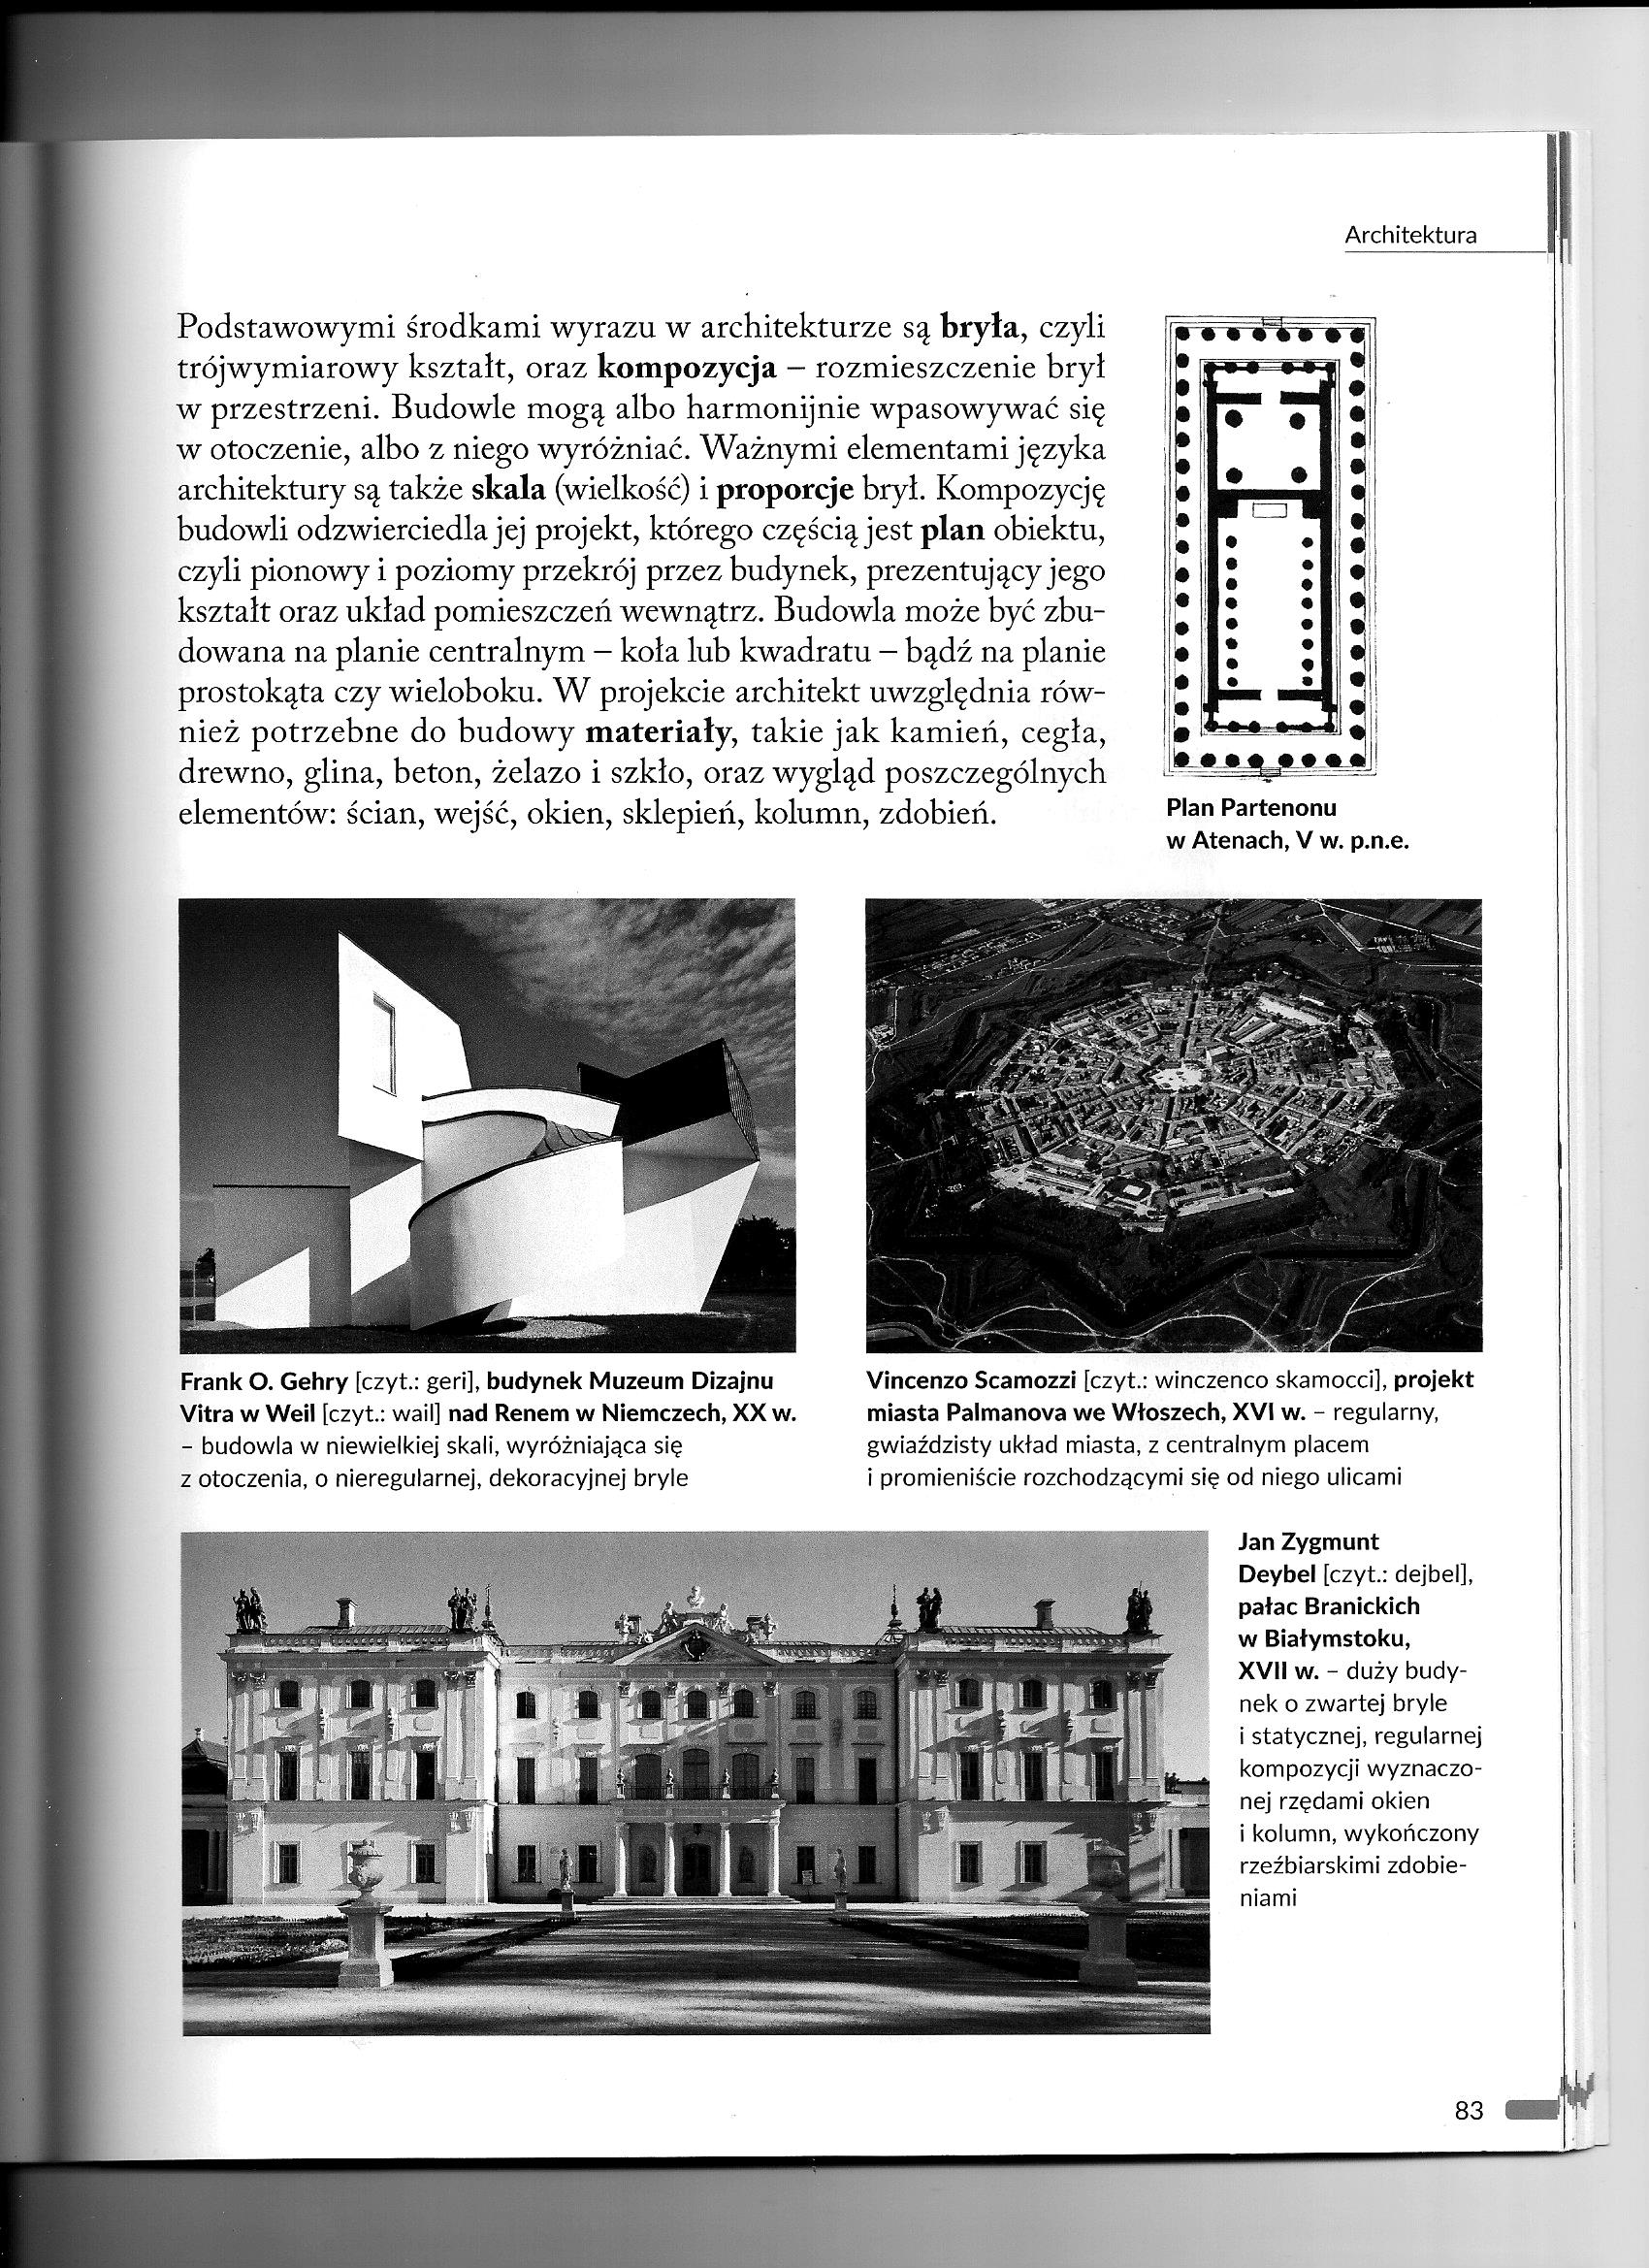 Architektura
Podstawowymi środkami wyrazu w architekturze są bryła, czyli
trójwymiarowy kształt, oraz kompozycja – rozmieszczenie brył
w przestrzeni. Budowle mogą albo harmonijnie wpasowywać się
w otoczenie, albo z niego wyróżniać. Ważnymi elementami języka
architektury są także skala (wielkość) i proporcje brył. Kompozycję
budowli odzwierciedla jej projekt, którego częścią jest plan obiektu,
czyli pionowy i poziomy przekrój przez budynek, prezentujący jego
kształt oraz układ pomieszczeń wewnątrz. Budowla może być zbu-
dowana na planie centralnym – koła lub kwadratu – bądź na planie
prostokąta czy wieloboku. W projekcie architekt uwzględnia rów-
nież potrzebne do budowy materiały, takie jak kamień, cegła,
drewno, glina, beton, żelazo i szkło, oraz wygląd poszczególnych
elementów: ścian, wejść, okien, sklepień, kolumn, zdobień.
Plan Partenonu
w Atenach, V w. p.n.e.
Frank O. Gehry [czyt.: geri], budynek Muzeum Dizajnu
Vitra w Weil [czyt.: wail] nad Renem w Niemczech, XX w.
– budowla w niewielkiej skali, wyróżniająca się
z otoczenia, o nieregularnej, dekoracyjnej bryle
Vincenzo Scamozzi [czyt.: winczenco skamocci], projekt
miasta Palmanova we Włoszech, XVI w. – regularny,
gwiaździsty układ miasta, z centralnym placem
i promieniście rozchodzącymi się od niego ulicami
Jan Zygmunt
Deybel [czyt.: dejbel],
pałac Branickich
w Białymstoku,
XVII w. – duży budy-
nek o zwartej bryle
i statycznej, regularnej
kompozycji wyznaczo-
nej rzędami okien
i kolumn, wykończony
rzeźbiarskimi zdobie-
niami
83